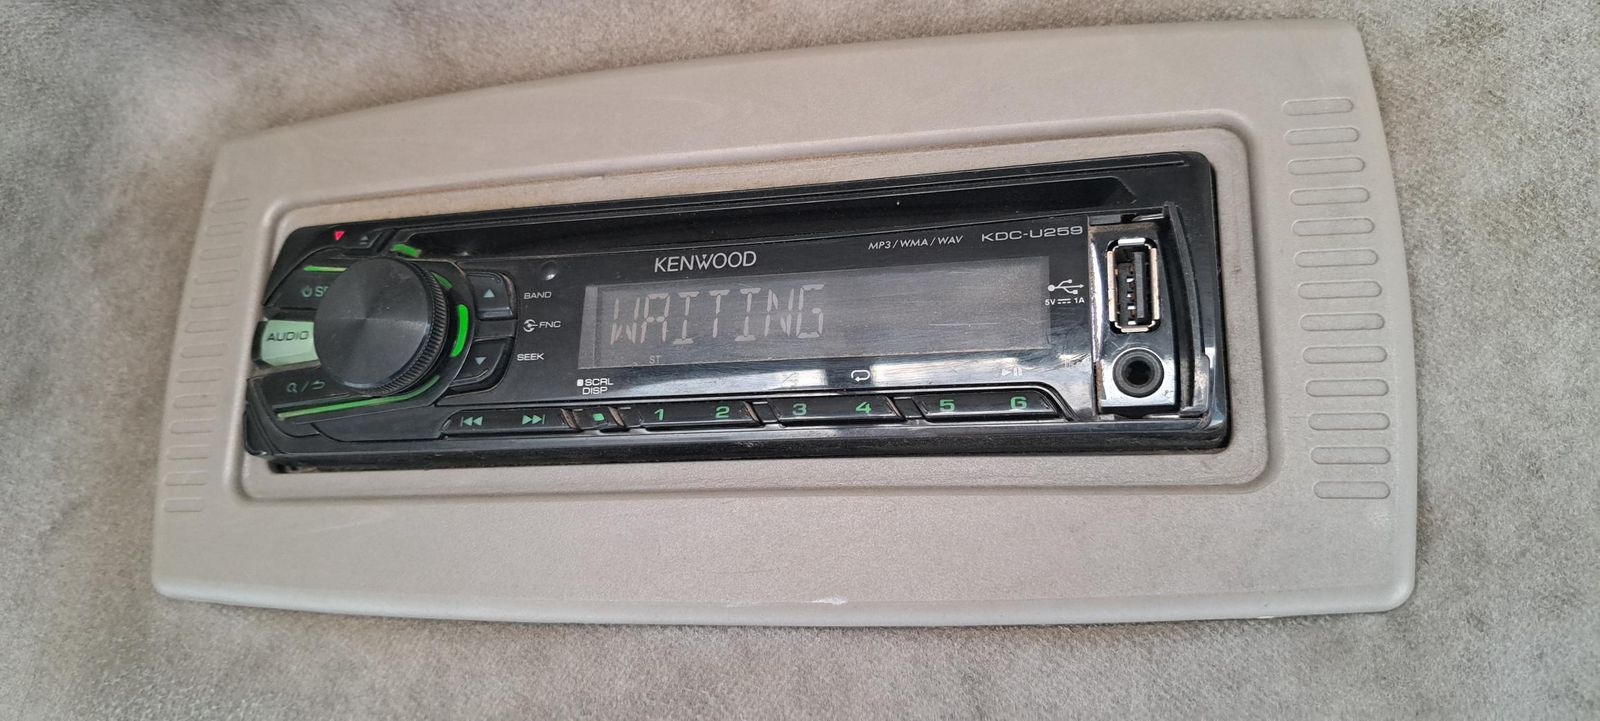 KENWOOD
MP3/WMA/WAV KDC-U259
BAND
FNC
SEEK
AUDIO
WAITING
ST
5V 1A
SCRL
DISP
1 2 3 4 5 6